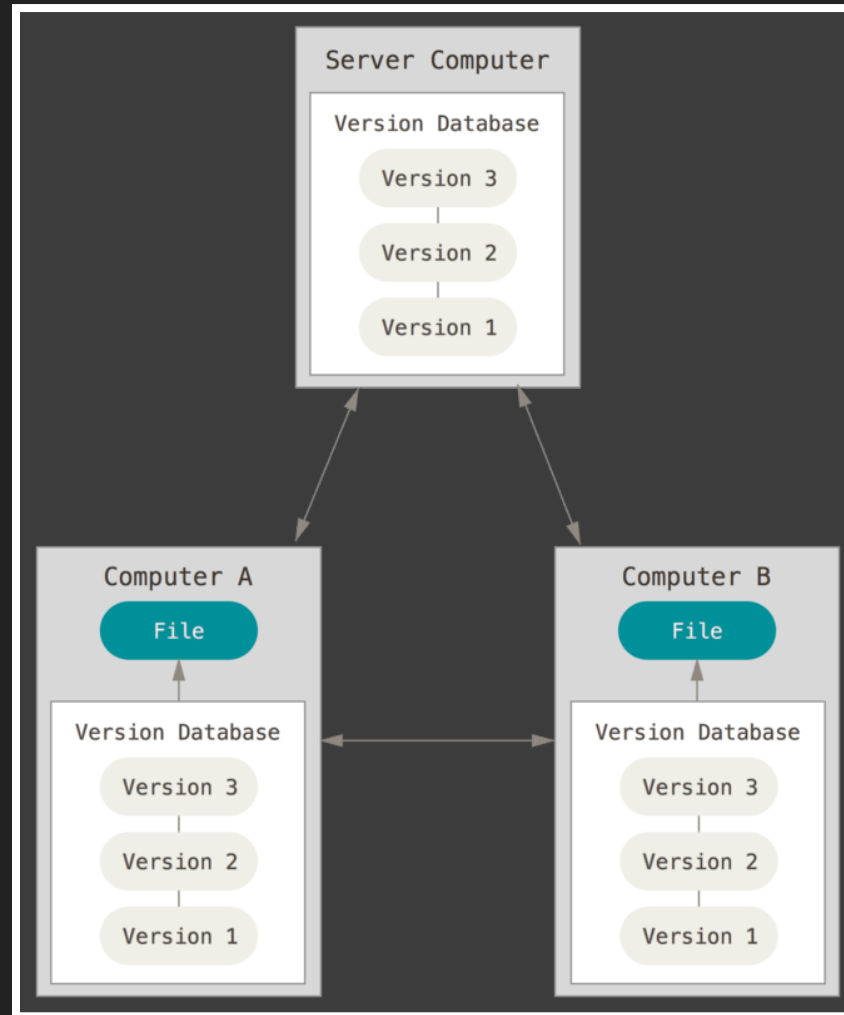 Server Computer
Version Database
Version 3
Version 2
Version 1
Computer A
File
Version Database
Version 3
Version 2
Version 1
Computer B
File
Version Database
Version 3
Version 2
Version 1